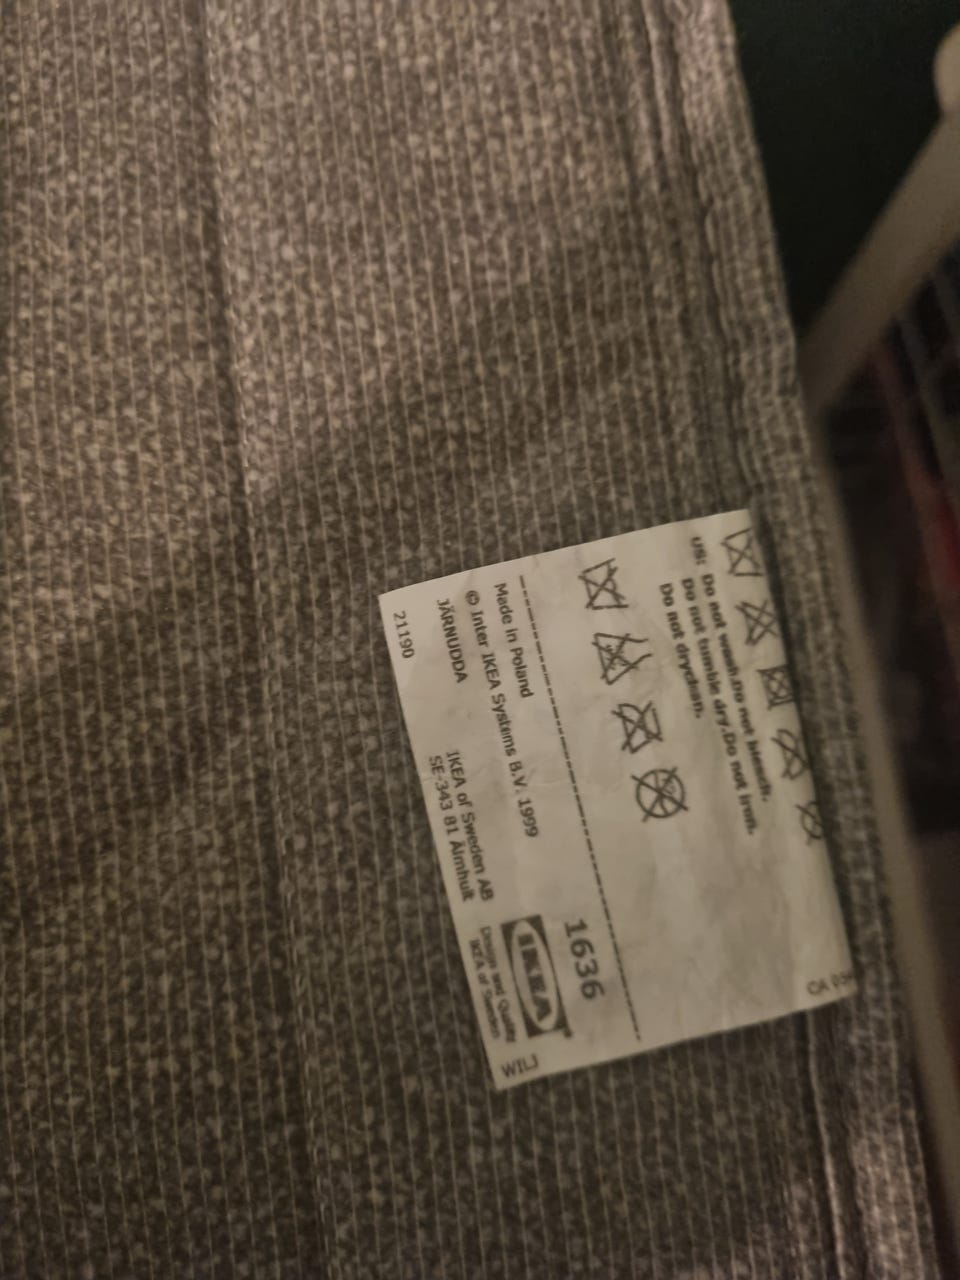 US: Do not wash.Do not bleach.
Do not tumble dry.Do not iron.
Do not dryclean.
1636
Made in Poland
© Inter IKEA Systems B.V. 1999
IKEA
JÄRNUDDA
IKEA of Sweden AB
SE-343 81 Älmhult
Design and Quality
IKEA of Sweden
21190
WILJ
CA